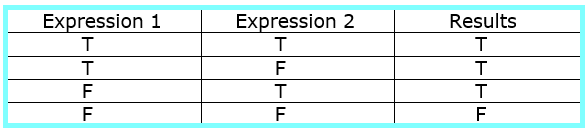 Expression 1 Expression 2 Results
T T T
T F T
F T T
F F F